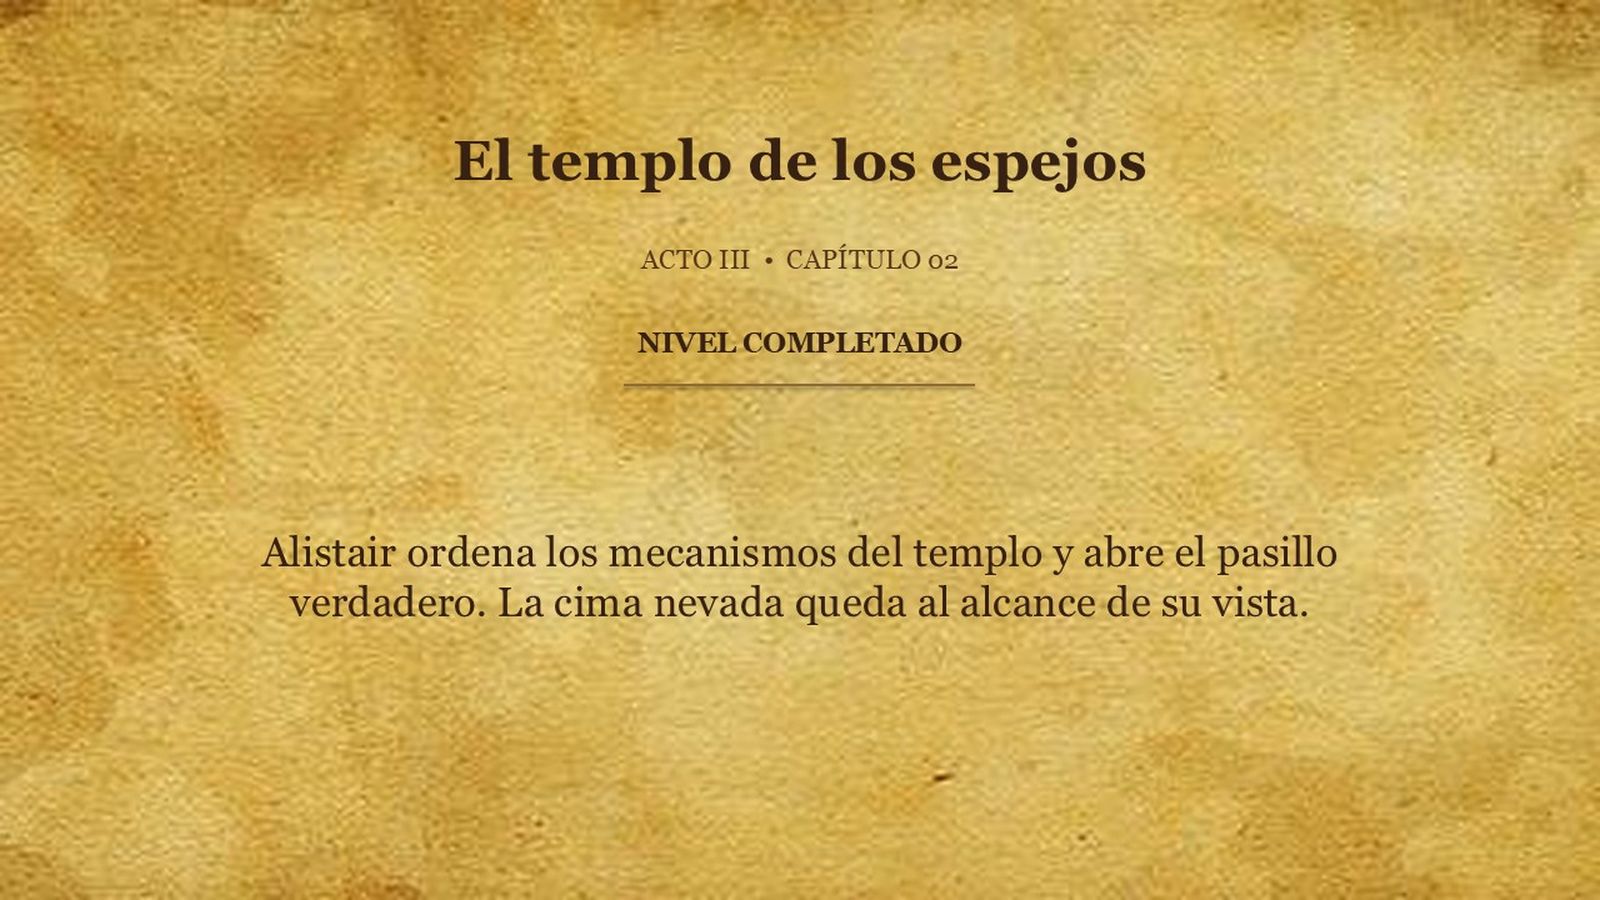 El templo de los espejos
ACTO III • CAPÍTULO 02
NIVEL COMPLETADO
Alistair ordena los mecanismos del templo y abre el pasillo
verdadero. La cima nevada queda al alcance de su vista.